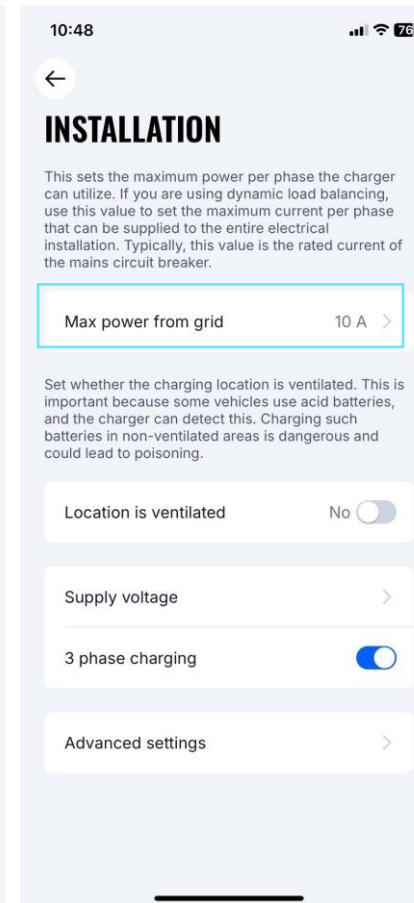 10:48
76
INSTALLATION
This sets the maximum power per phase the charger
can utilize. If you are using dynamic load balancing,
use this value to set the maximum current per phase
that can be supplied to the entire electrical
installation. Typically, this value is the rated current of
the mains circuit breaker.
Max power from grid 10 A
Set whether the charging location is ventilated. This is
important because some vehicles use acid batteries,
and the charger can detect this. Charging such
batteries in non-ventilated areas is dangerous and
could lead to poisoning.
Location is ventilated No
Supply voltage
3 phase charging
Advanced settings